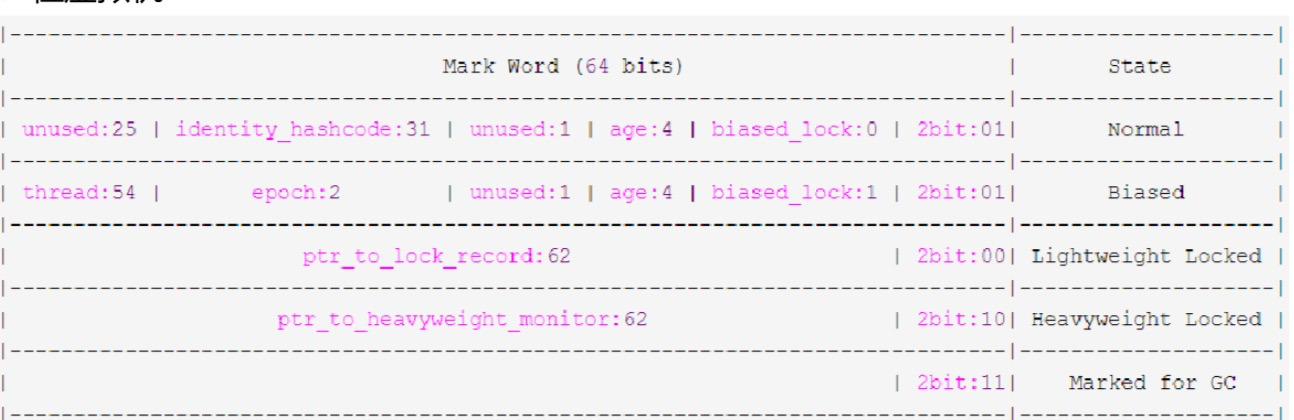 |------------------------------------------------------------------------------|--------------------|
| Mark Word (64 bits) | State |
|------------------------------------------------------------------------------|--------------------|
| unused:25 | identity_hashcode:31 | unused:1 | age:4 | biased_lock:0 | 2bit:01| Normal |
|------------------------------------------------------------------------------|--------------------|
| thread:54 | epoch:2 | unused:1 | age:4 | biased_lock:1 | 2bit:01| Biased |
|------------------------------------------------------------------------------|--------------------|
| ptr_to_lock_record:62 | 2bit:00| Lightweight Locked |
|------------------------------------------------------------------------------|--------------------|
| ptr_to_heavyweight_monitor:62 | 2bit:10| Heavyweight Locked |
|------------------------------------------------------------------------------|--------------------|
| | 2bit:11| Marked for GC |
|------------------------------------------------------------------------------|--------------------|